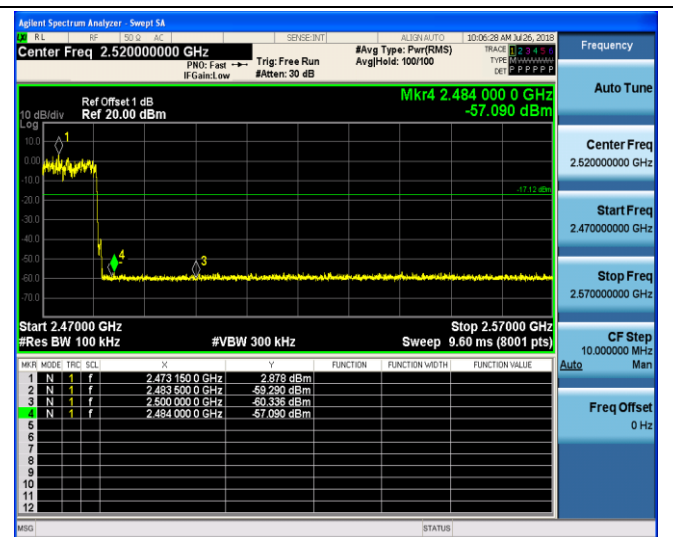 Agilent Spectrum Analyzer - Swept SA
RL RF 50 Ω AC SENSE:INT ALIGN AUTO 10:06:28 AM Jul 26, 2018
Center Freq 2.520000000 GHz #Avg Type: Pwr(RMS) TRACE 1 2 3 4 5 6
PNO: Fast Trig: Free Run Avg|Hold: 100/100 TYPE M
IFGain:Low #Atten: 30 dB DET P P P P P P
Ref Offset 1 dB Mkr4 2.484 000 0 GHz
10 dB/div Ref 20.00 dBm -57.090 dBm
Log
10.0
0.00
-10.0
-17.12 dBm
-20.0
-30.0
-40.0
-50.0
-60.0
-70.0
1
4
3
Start 2.47000 GHz Stop 2.57000 GHz
#Res BW 100 kHz #VBW 300 kHz Sweep 9.60 ms (8001 pts)
MKR MODE TRC SCL X Y FUNCTION FUNCTION WIDTH FUNCTION VALUE
1 N 1 f 2.473 150 0 GHz 2.878 dBm
2 N 1 f 2.483 500 0 GHz -59.290 dBm
3 N 1 f 2.500 000 0 GHz -60.336 dBm
4 N 1 f 2.484 000 0 GHz -57.090 dBm
5
6
7
8
9
10
11
12
MSG STATUS
Frequency
Auto Tune
Center Freq
2.520000000 GHz
Start Freq
2.470000000 GHz
Stop Freq
2.570000000 GHz
CF Step
10.000000 MHz
Auto Man
Freq Offset
0 Hz